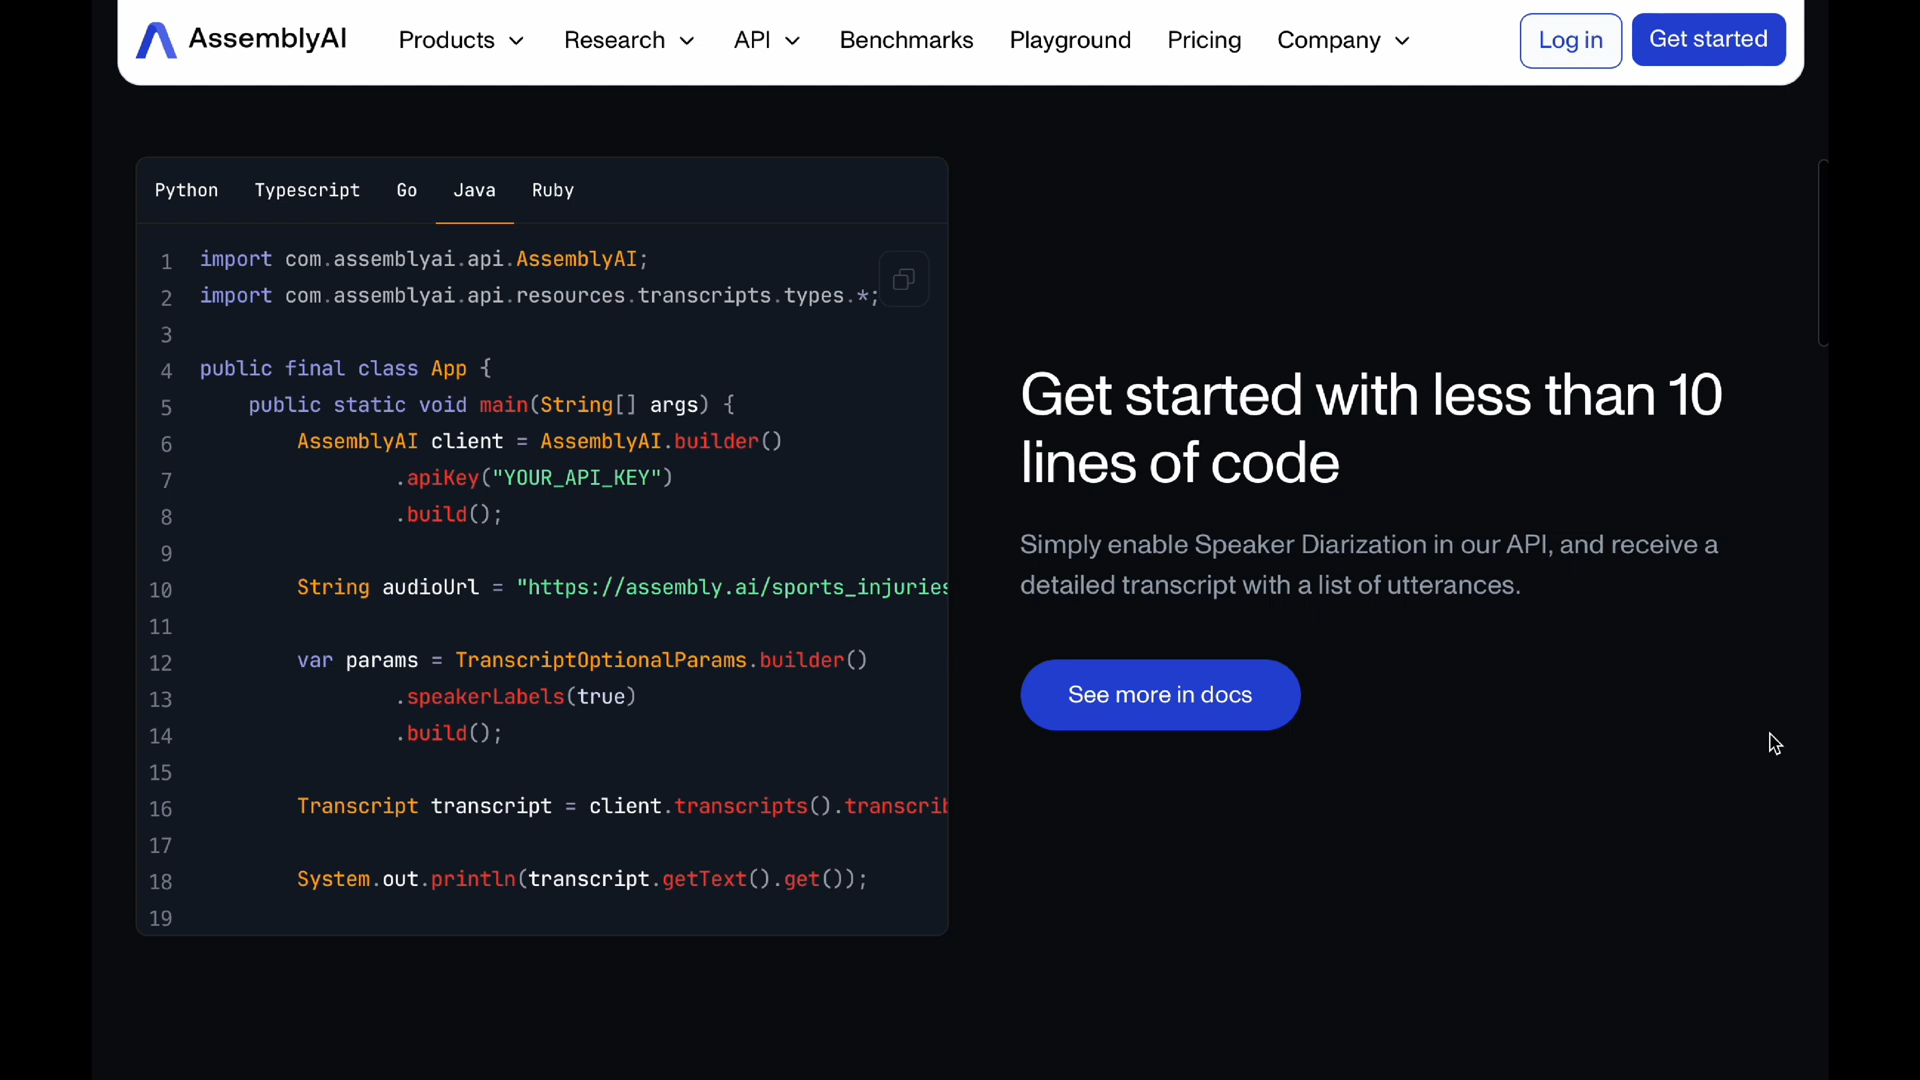 AssemblyAI Products Research API Benchmarks Playground Pricing Company Log in Get started
Python Typescript Go Java Ruby
1 import com.assemblyai.api.AssemblyAI;
2 import com.assemblyai.api.resources.transcripts.types.*;
3
4 public final class App {
5 public static void main(String[] args) {
6 AssemblyAI client = AssemblyAI.builder()
7 .apiKey("YOUR_API_KEY")
8 .build();
9
10 String audioUrl = "https://assembly.ai/sports_injuries
11
12 var params = TranscriptOptionalParams.builder()
13 .speakerLabels(true)
14 .build();
15
16 Transcript transcript = client.transcripts().transcrib
17
18 System.out.println(transcript.getText().get());
19
Get started with less than 10
lines of code
Simply enable Speaker Diarization in our API, and receive a
detailed transcript with a list of utterances.
See more in docs